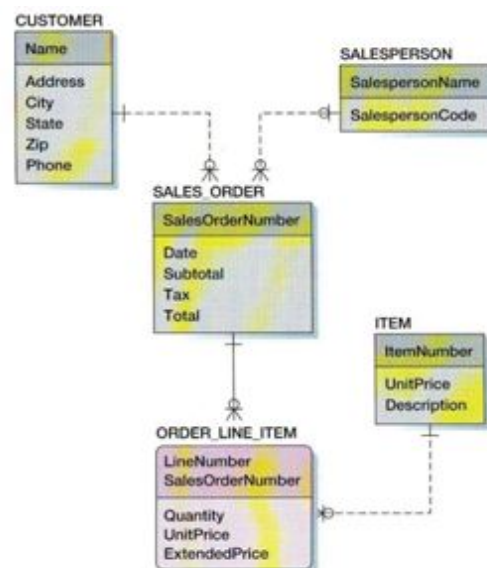 CUSTOMER
Name
Address
City
State
Zip
Phone
SALESPERSON
SalespersonName
SalespersonCode
SALES_ORDER
SalesOrderNumber
Date
Subtotal
Tax
Total
ITEM
ItemNumber
UnitPrice
Description
ORDER_LINE_ITEM
LineNumber
SalesOrderNumber
Quantity
UnitPrice
ExtendedPrice